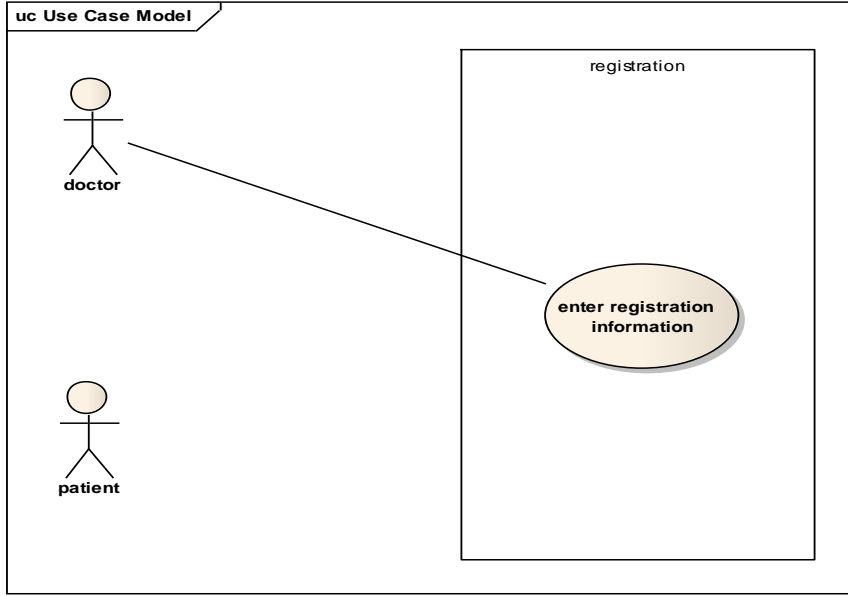 uc Use Case Model
registration
doctor
enter registration
information
patient